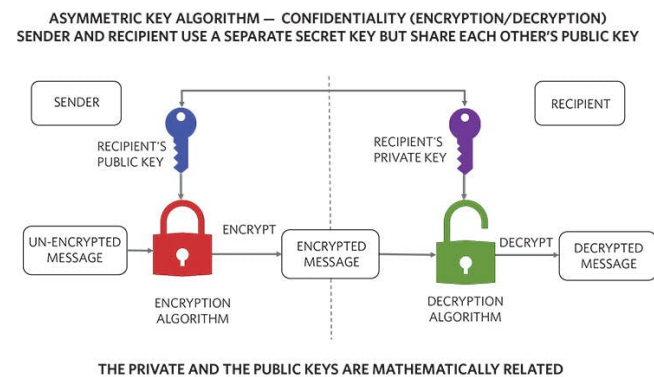 ASYMMETRIC KEY ALGORITHM — CONFIDENTIALITY (ENCRYPTION/DECRYPTION)
SENDER AND RECIPIENT USE A SEPARATE SECRET KEY BUT SHARE EACH OTHER'S PUBLIC KEY
SENDER
RECIPIENT
RECIPIENT'S
PUBLIC KEY
RECIPIENT'S
PRIVATE KEY
UN-ENCRYPTED
MESSAGE
ENCRYPT
ENCRYPTED
MESSAGE
DECRYPT
DECRYPTED
MESSAGE
ENCRYPTION
ALGORITHM
DECRYPTION
ALGORITHM
THE PRIVATE AND THE PUBLIC KEYS ARE MATHEMATICALLY RELATED